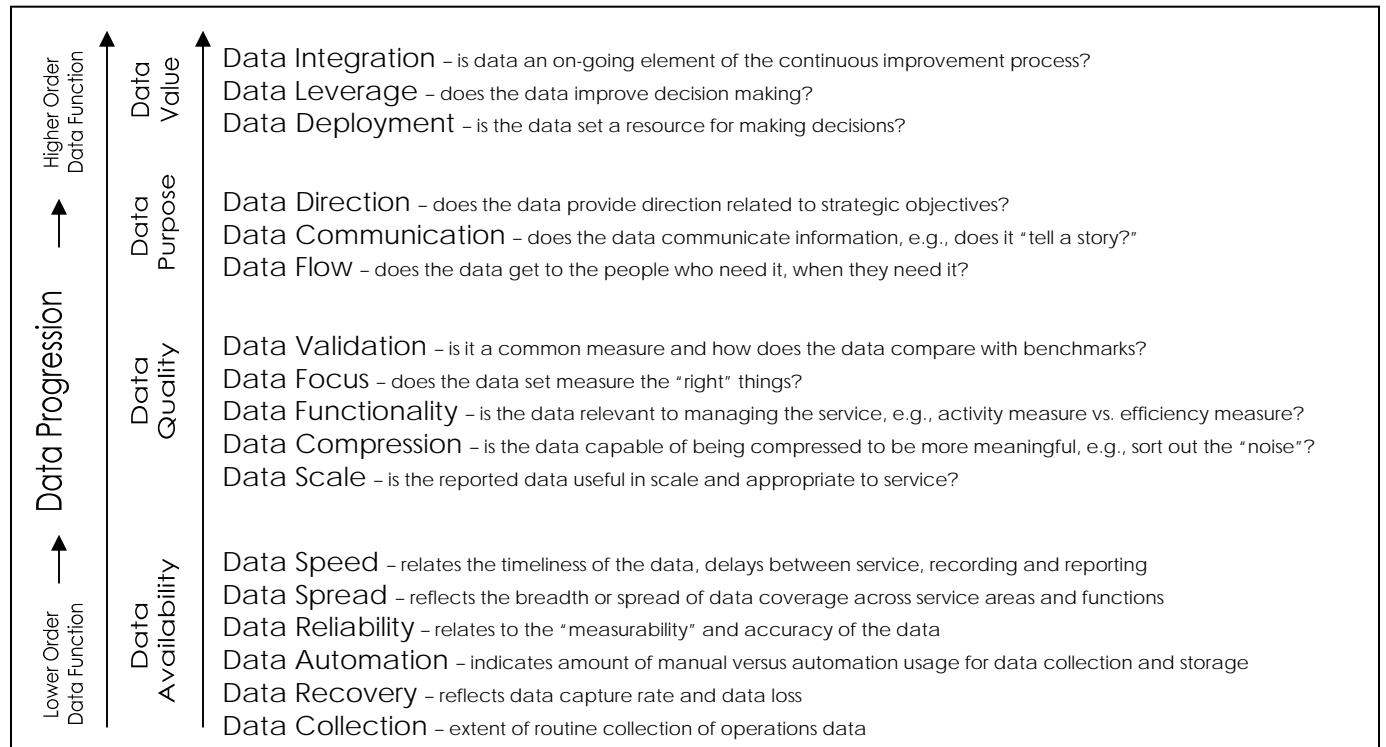 Higher Order
Data Function
Data Progression
Lower Order
Data Function
Data
Value
Data Integration – is data an on-going element of the continuous improvement process?
Data Leverage – does the data improve decision making?
Data Deployment – is the data set a resource for making decisions?
Data
Purpose
Data Direction – does the data provide direction related to strategic objectives?
Data Communication – does the data communicate information, e.g., does it “tell a story?”
Data Flow – does the data get to the people who need it, when they need it?
Data
Quality
Data Validation – is it a common measure and how does the data compare with benchmarks?
Data Focus – does the data set measure the “right” things?
Data Functionality – is the data relevant to managing the service, e.g., activity measure vs. efficiency measure?
Data Compression – is the data capable of being compressed to be more meaningful, e.g., sort out the “noise”?
Data Scale – is the reported data useful in scale and appropriate to service?
Data
Availability
Data Speed – relates the timeliness of the data, delays between service, recording and reporting
Data Spread – reflects the breadth or spread of data coverage across service areas and functions
Data Reliability – relates to the “measurability” and accuracy of the data
Data Automation – indicates amount of manual versus automation usage for data collection and storage
Data Recovery – reflects data capture rate and data loss
Data Collection – extent of routine collection of operations data